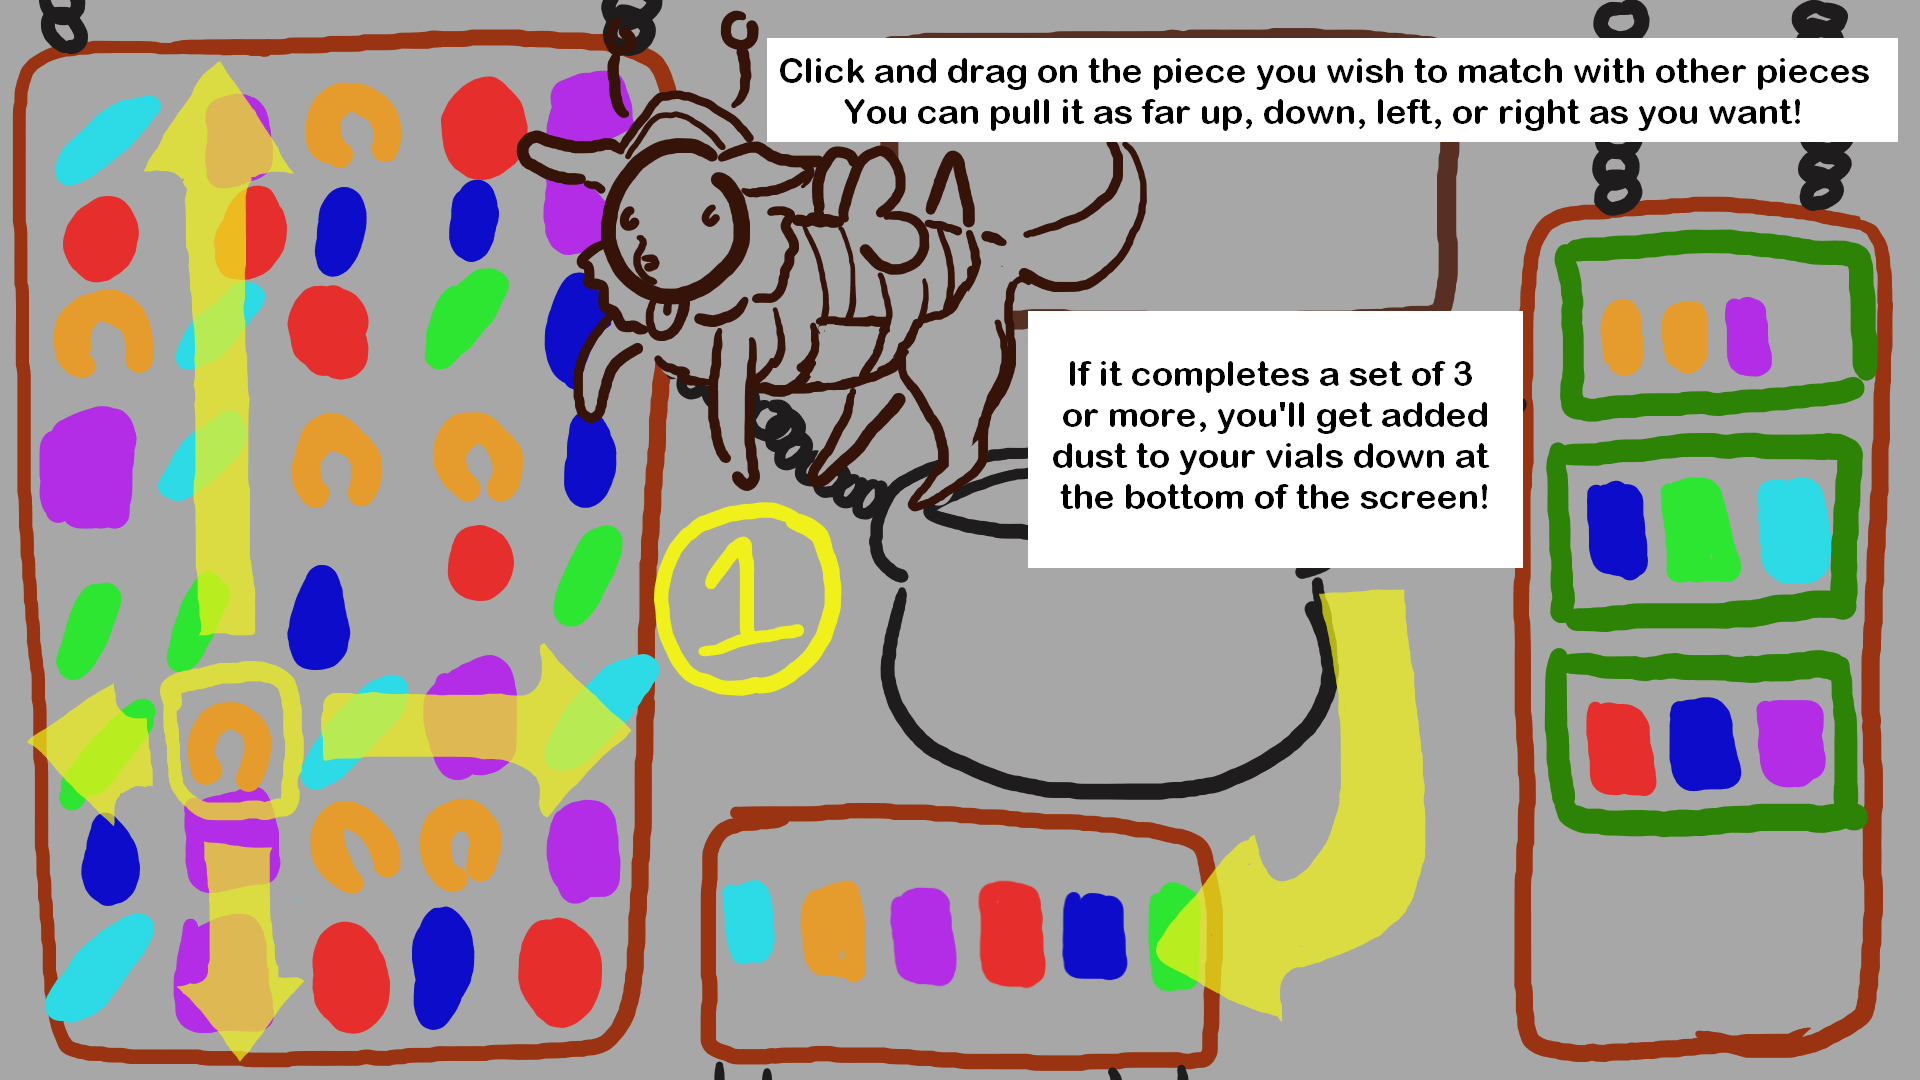 Click and drag on the piece you wish to match with other pieces
You can pull it as far up, down, left, or right as you want!
If it completes a set of 3
or more, you'll get added
dust to your vials down at
the bottom of the screen!
1